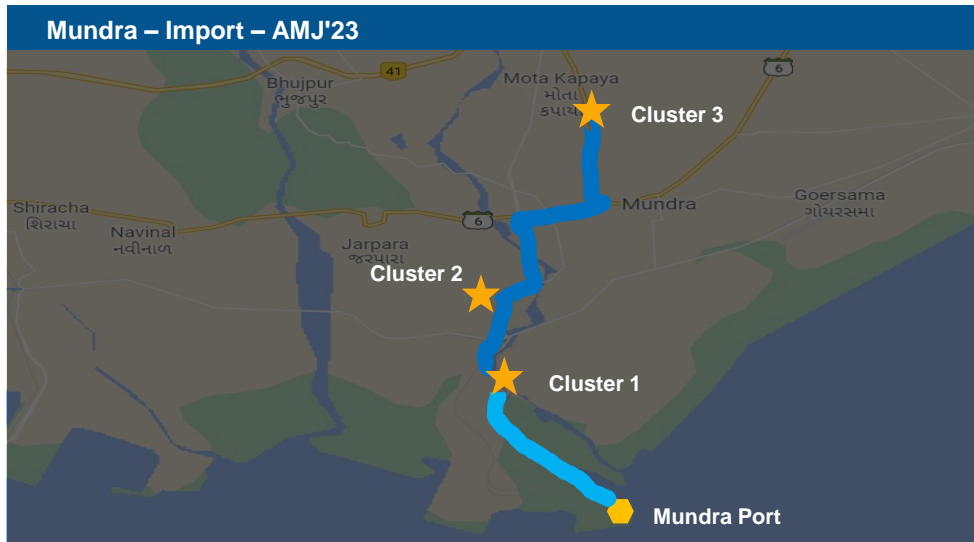 Mundra – Import – AMJ'23
41
6
Bhujpur
ભુજપુર
Mota Kapaya
મોતા
કપાયા
Cluster 3
Shiracha
શિરાચા
Navinal
નવીનાળ
6
Mundra
Goersama
ગોયરસમા
Jarpara
જરપારા
Cluster 2
Cluster 1
Mundra Port